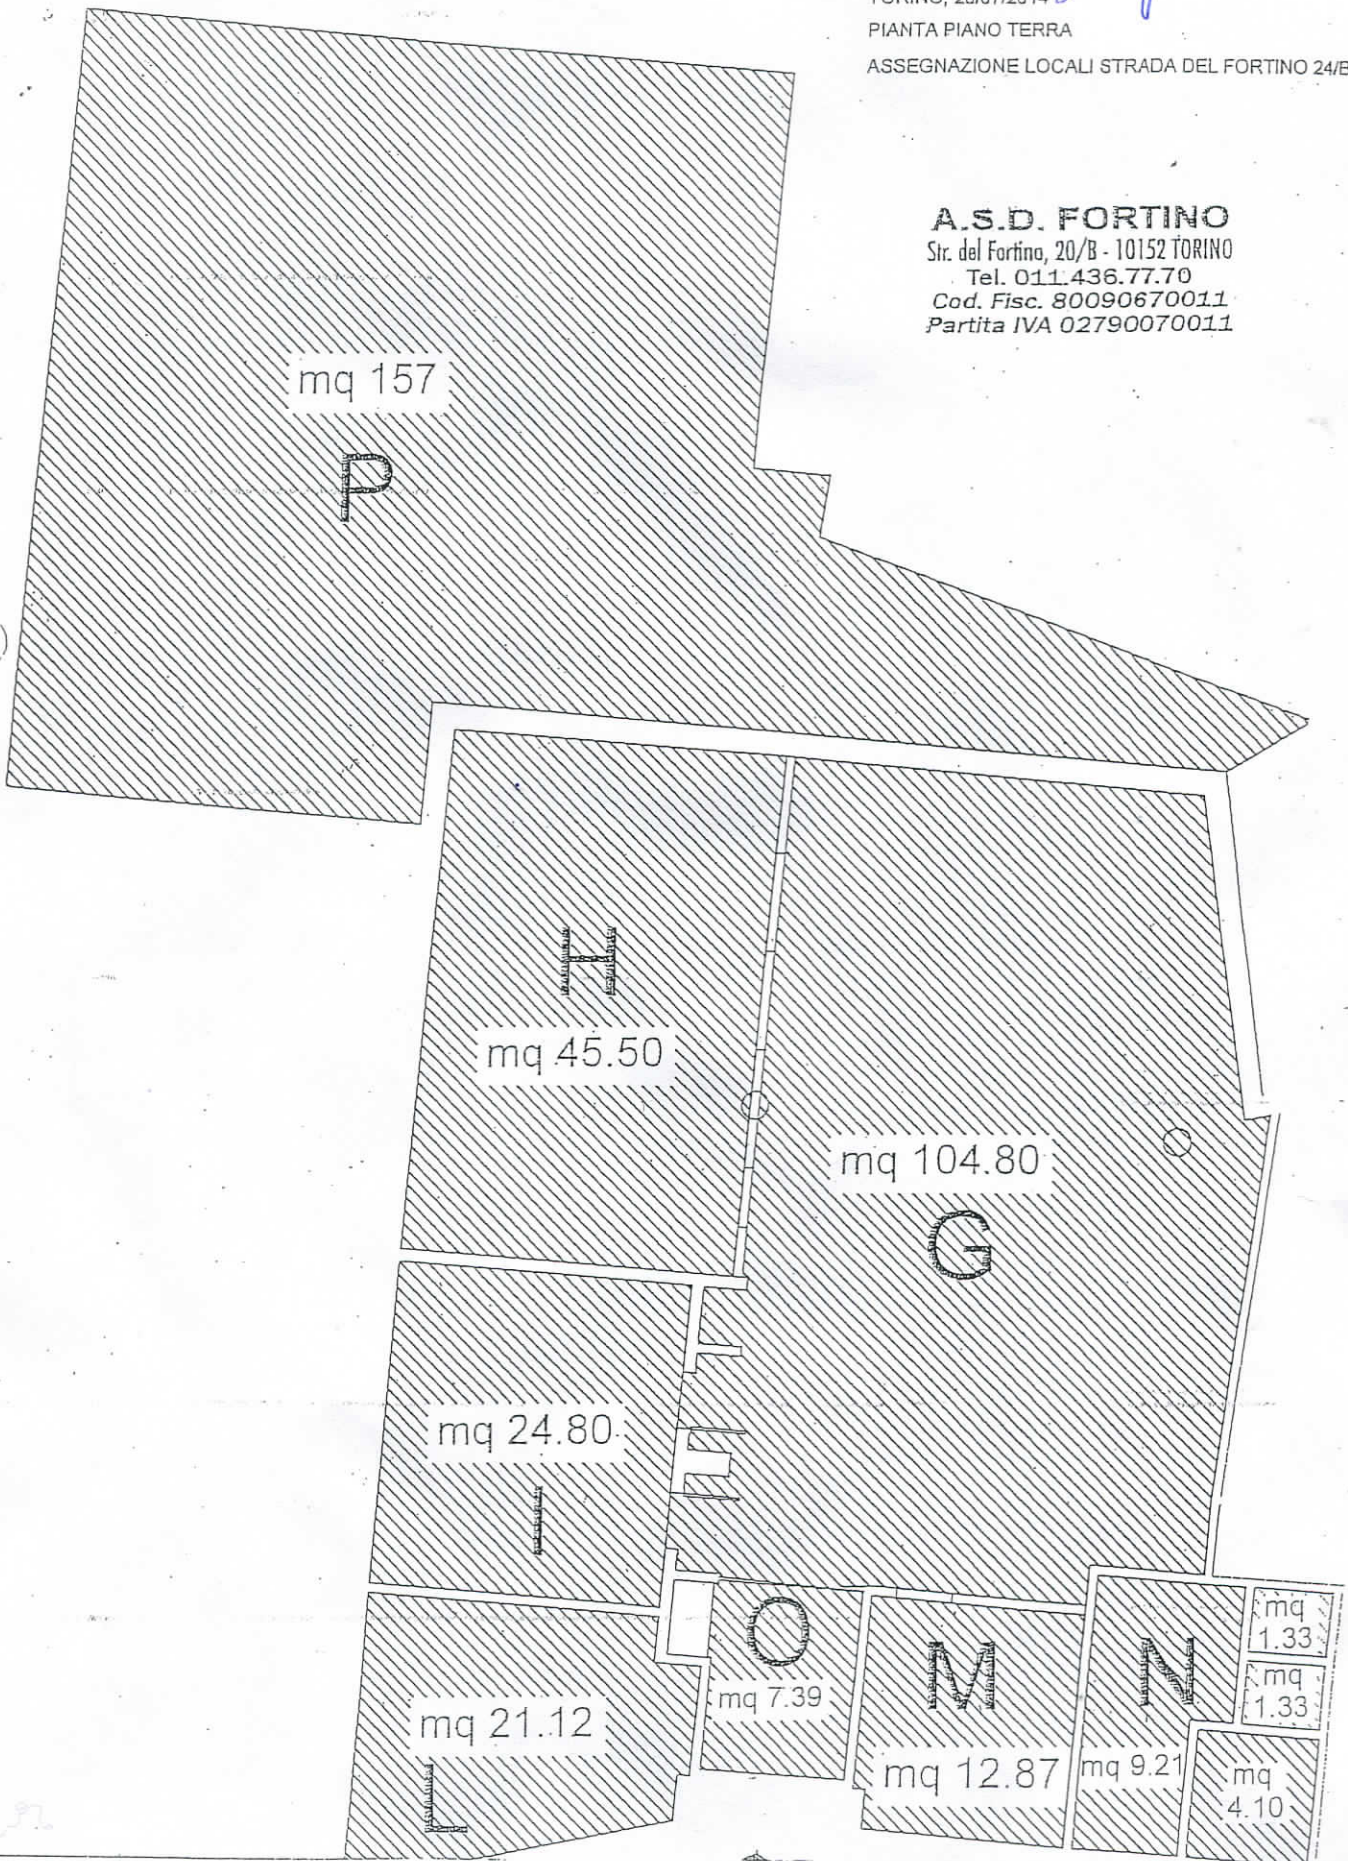 TORINO,
PIANTA PIANO TERRA
ASSEGNAZIONE LOCALI STRADA DEL FORTINO 24/B
A.S.D. FORTINO
Str. del Fortino, 20/B - 10152 TORINO
Tel. 011.436.77.70
Cod. Fisc. 80090670011
Partita IVA 02790070011
mq 157
P
H
mq 45.50
mq 104.80
G
mq 24.80
I
O
mq 7.39
M
mq 12.87
N
mq 9.21
mq
1.33
mq
1.33
mq
4.10
mq 21.12
L